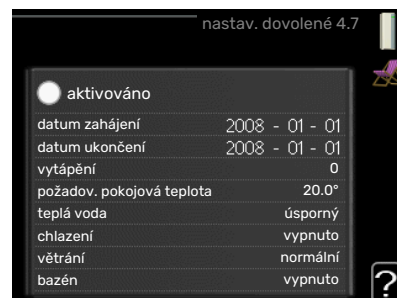 nastav. dovolené 4.7
aktivováno
datum zahájení 2008 - 01 - 01
datum ukončení 2008 - 01 - 01
vytápění 0
požadov. pokojová teplota 20.0°
teplá voda úsporný
chlazení vypnuto
větrání normální
bazén vypnuto
?